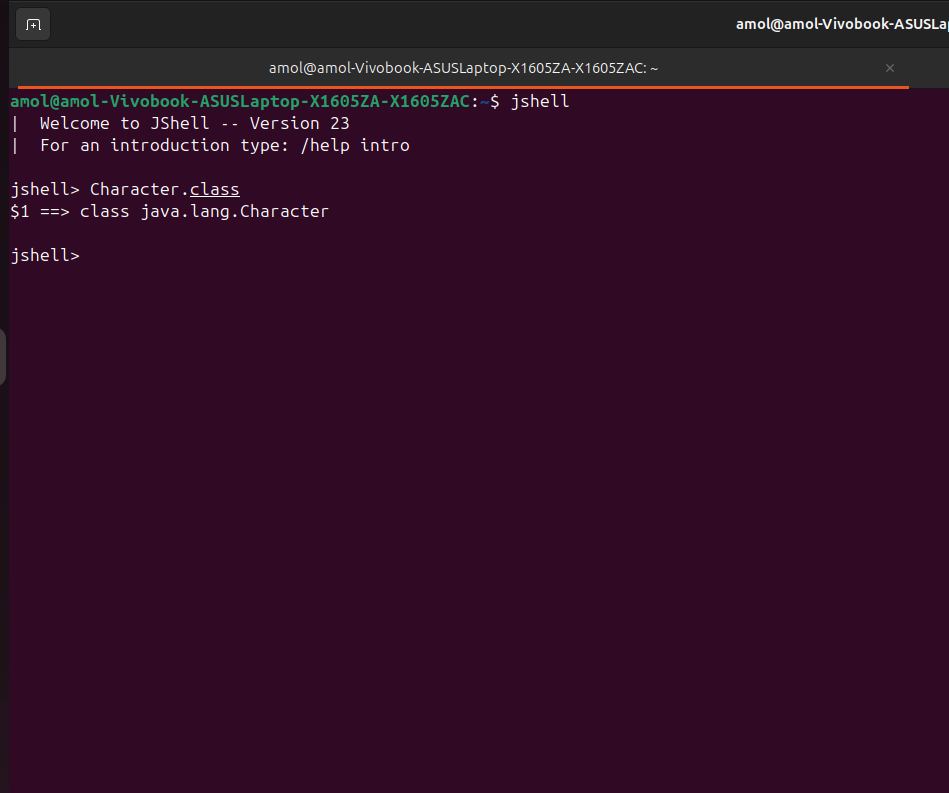 amol@amol-Vivobook-ASUSLap
amol@amol-Vivobook-ASUSLaptop-X1605ZA-X1605ZAC: ~
amol@amol-Vivobook-ASUSLaptop-X1605ZA-X1605ZAC:~$ jshell
|  Welcome to JShell -- Version 23
|  For an introduction type: /help intro
jshell> Character.class
$1 ==> class java.lang.Character
jshell>